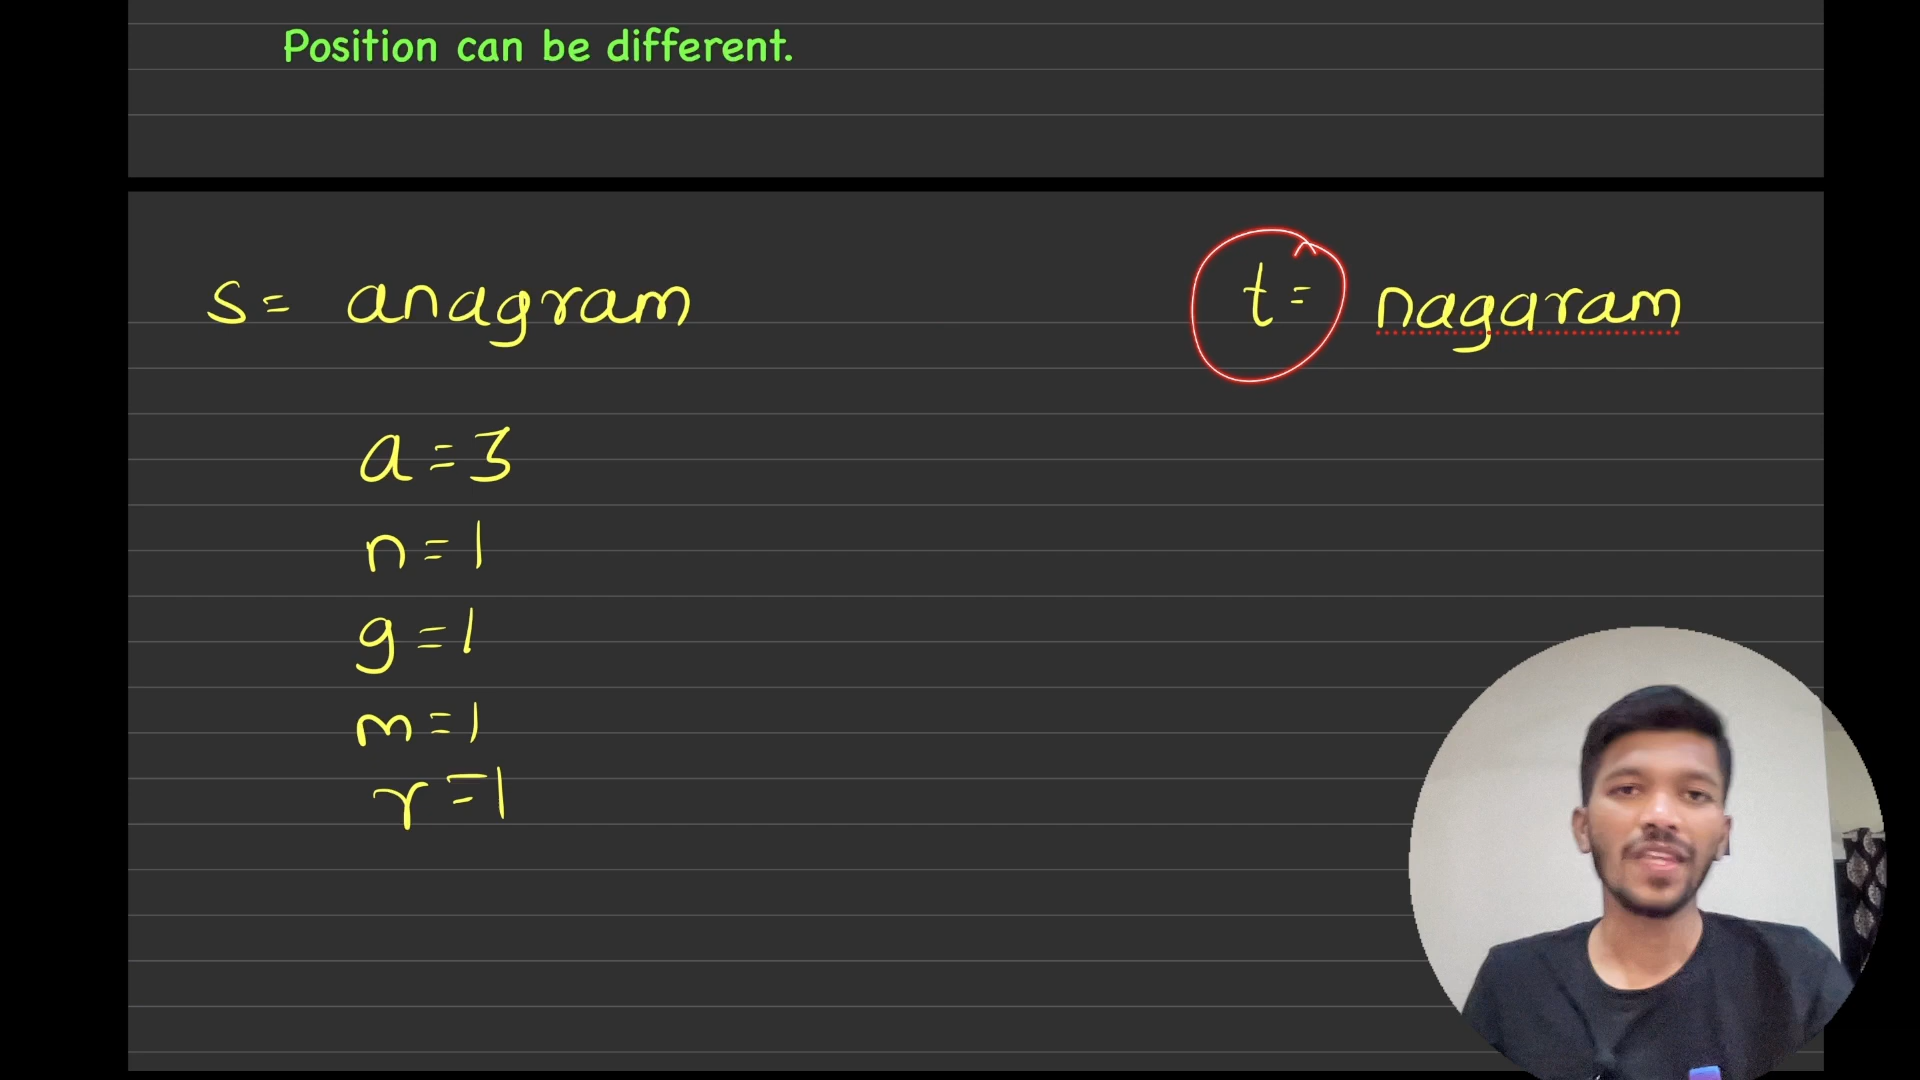 Position can be different.
s= anagram
t= nagaram
a=3
n=1
g=1
m=1
r=1